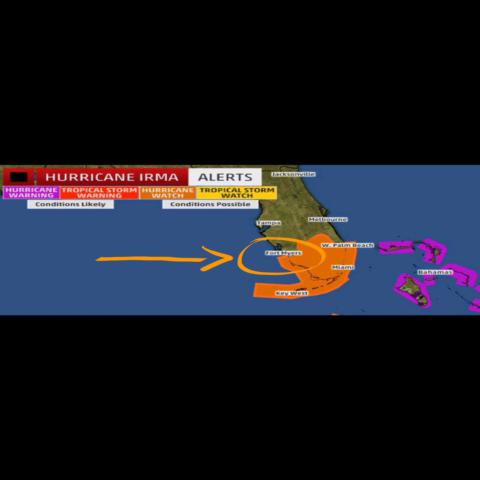 HURRICANE IRMA ALERTS
HURRICANE WARNING
TROPICAL STORM WARNING
HURRICANE WATCH
TROPICAL STORM WATCH
Conditions Likely
Conditions Possible
Jacksonville
Tampa
Melbourne
Fort Myers
W. Palm Beach
Miami
Bahamas
Key West